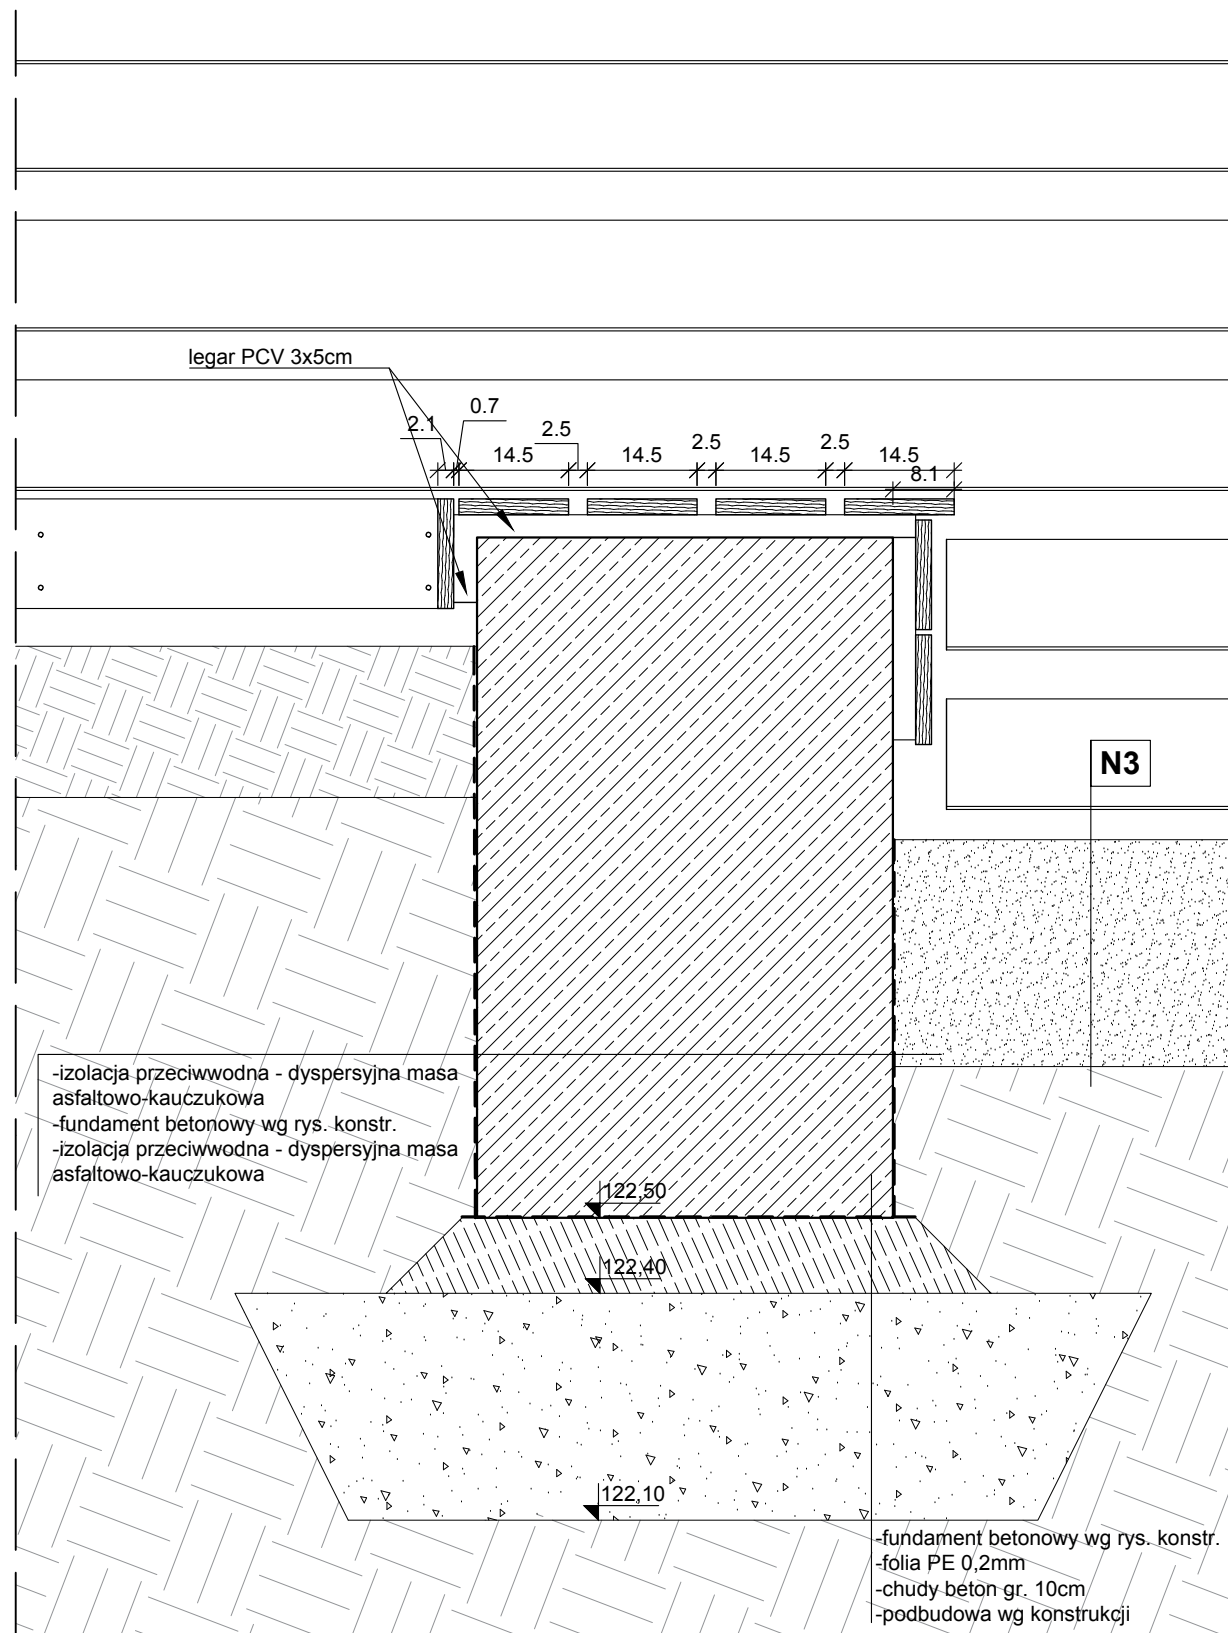 legar PCV 3x5cm
2.1
0.7
14.5
2.5
14.5
2.5
14.5
2.5
14.5
8.1
N3
-izolacja przeciwwodna - dyspersyjna masa
asfaltowo-kauczukowa
-fundament betonowy wg rys. konstr.
-izolacja przeciwwodna - dyspersyjna masa
asfaltowo-kauczukowa
122,50
122,40
122,10
-fundament betonowy wg rys. konstr.
-folia PE 0,2mm
-chudy beton gr. 10cm
-podbudowa wg konstrukcji